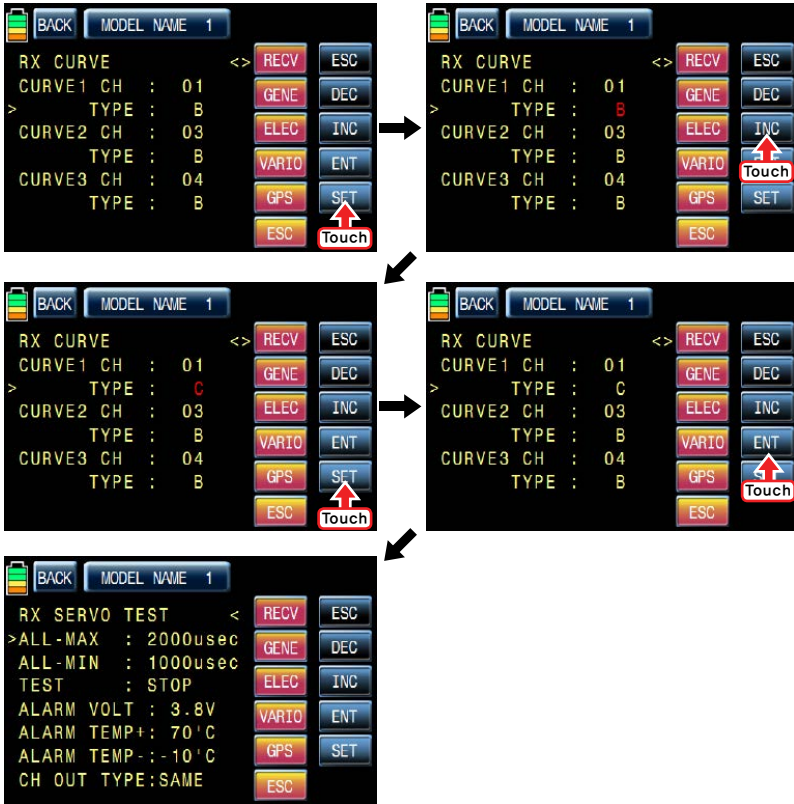 BACK MODEL NAME 1
RX CURVE <> RECV ESC
CURVE1 CH : 01 GENE DEC
> TYPE : B
CURVE2 CH : 03 ELEC INC
TYPE : B VARIO ENT
CURVE3 CH : 04
TYPE : B GPS SET
ESC Touch
BACK MODEL NAME 1
RX CURVE <> RECV ESC
CURVE1 CH : 01 GENE DEC
> TYPE : B
CURVE2 CH : 03 ELEC INC
TYPE : B VARIO Touch
CURVE3 CH : 04
TYPE : B GPS SET
ESC
BACK MODEL NAME 1
RX CURVE <> RECV ESC
CURVE1 CH : 01 GENE DEC
> TYPE : C
CURVE2 CH : 03 ELEC INC
TYPE : B VARIO ENT
CURVE3 CH : 04
TYPE : B GPS SET
ESC Touch
BACK MODEL NAME 1
RX CURVE <> RECV ESC
CURVE1 CH : 01 GENE DEC
> TYPE : C
CURVE2 CH : 03 ELEC INC
TYPE : B VARIO ENT
CURVE3 CH : 04
TYPE : B GPS Touch
ESC
BACK MODEL NAME 1
RX SERVO TEST < RECV ESC
>ALL-MAX : 2000usec GENE DEC
ALL-MIN : 1000usec
TEST : STOP ELEC INC
ALARM VOLT : 3.8V VARIO ENT
ALARM TEMP+: 70'C
ALARM TEMP-:-10'C GPS SET
CH OUT TYPE:SAME ESC